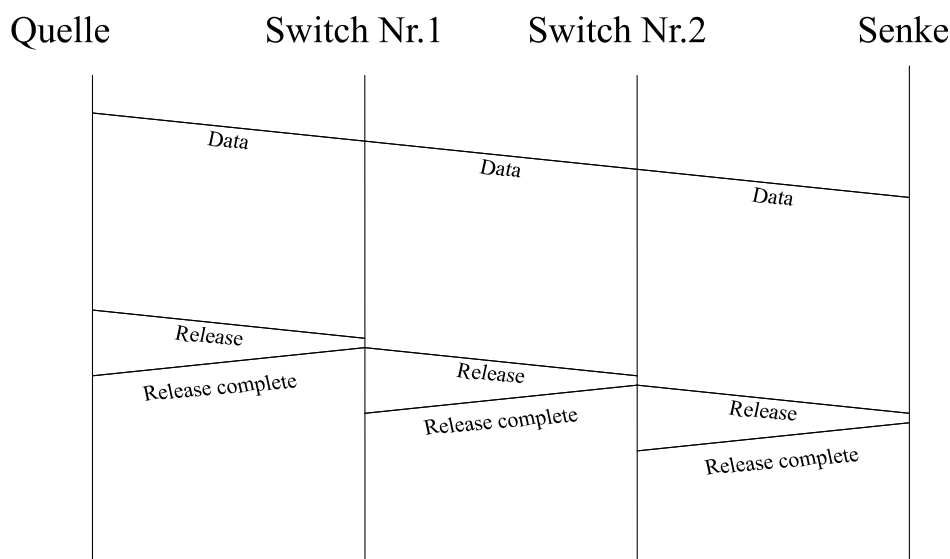 Quelle Switch Nr.1 Switch Nr.2 Senke
Data
Data
Data
Release
Release complete
Release
Release complete
Release
Release complete